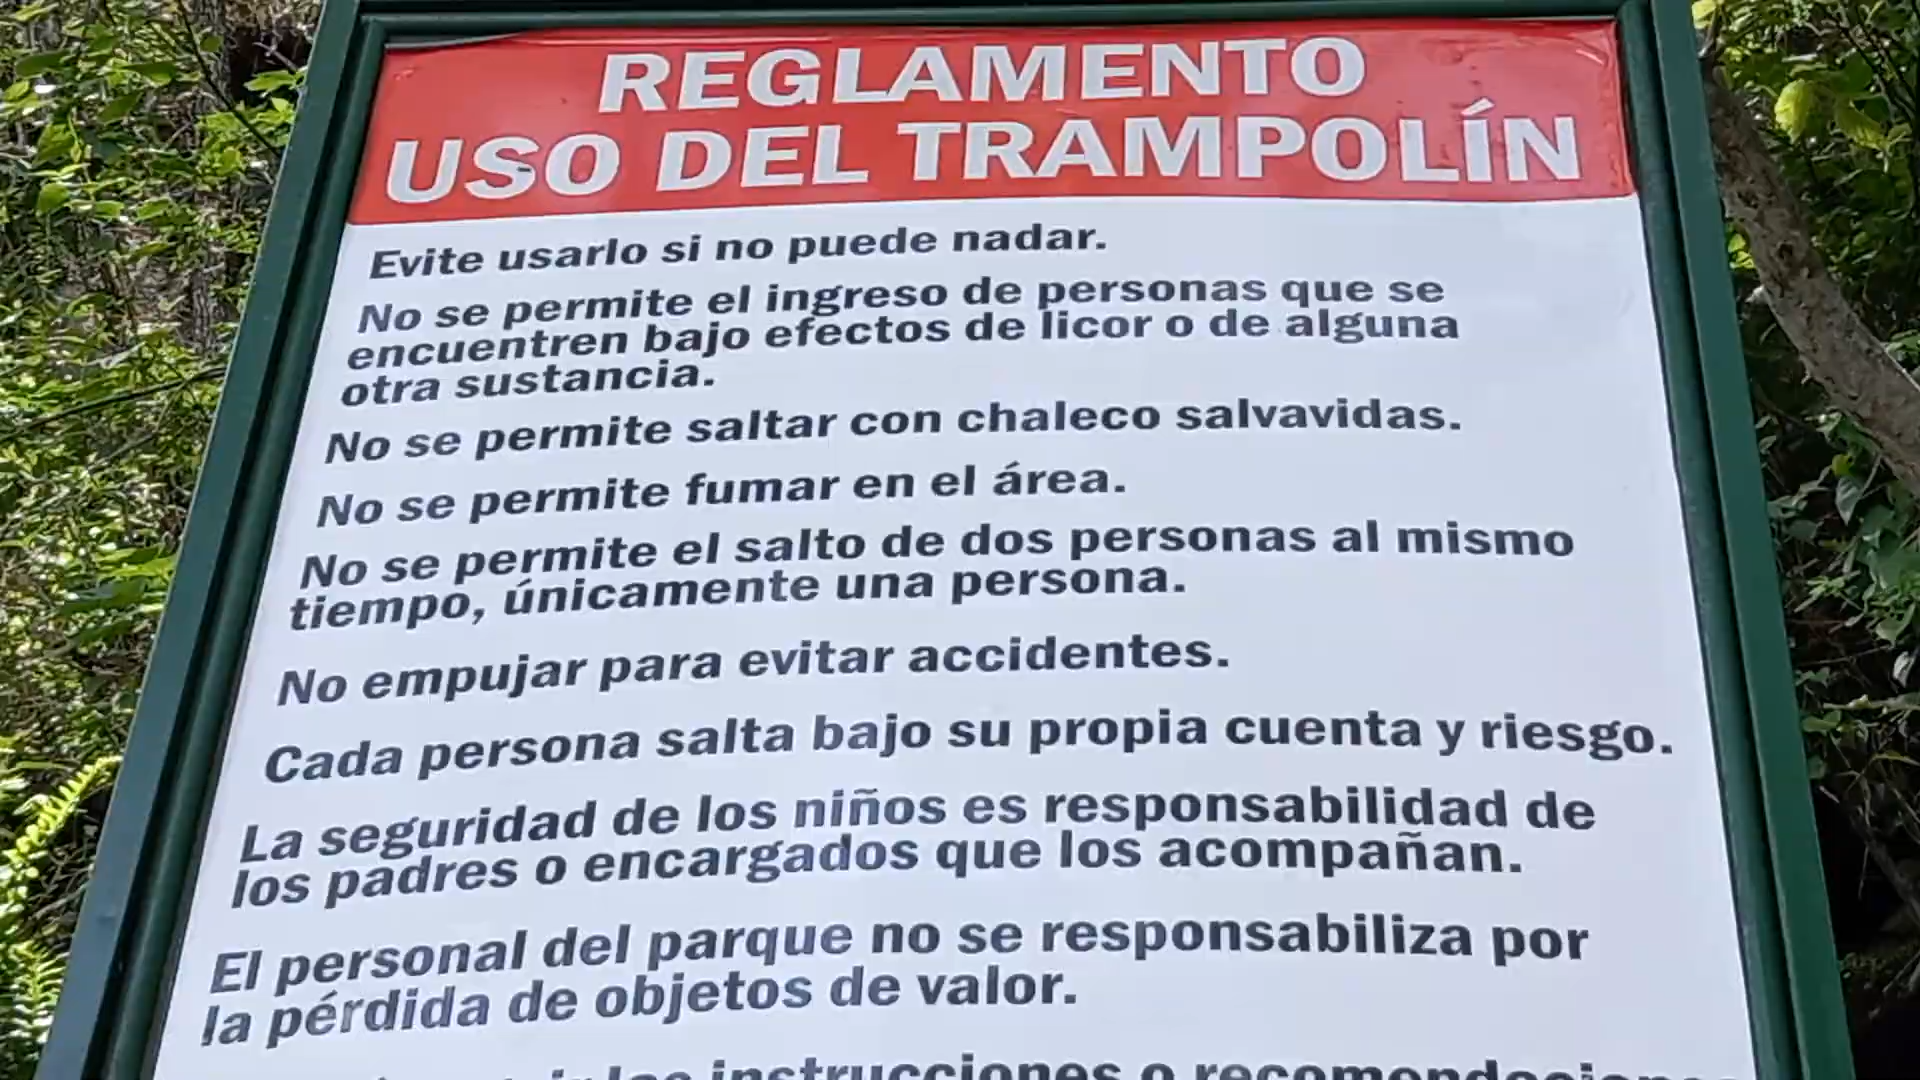 REGLAMENTO
USO DEL TRAMPOLÍN
Evite usarlo si no puede nadar.
No se permite el ingreso de personas que se
encuentren bajo efectos de licor o de alguna
otra sustancia.
No se permite saltar con chaleco salvavidas.
No se permite fumar en el área.
No se permite el salto de dos personas al mismo
tiempo, únicamente una persona.
No empujar para evitar accidentes.
Cada persona salta bajo su propia cuenta y riesgo.
La seguridad de los niños es responsabilidad de
los padres o encargados que los acompañan.
El personal del parque no se responsabiliza por
la pérdida de objetos de valor.
las instrucciones o